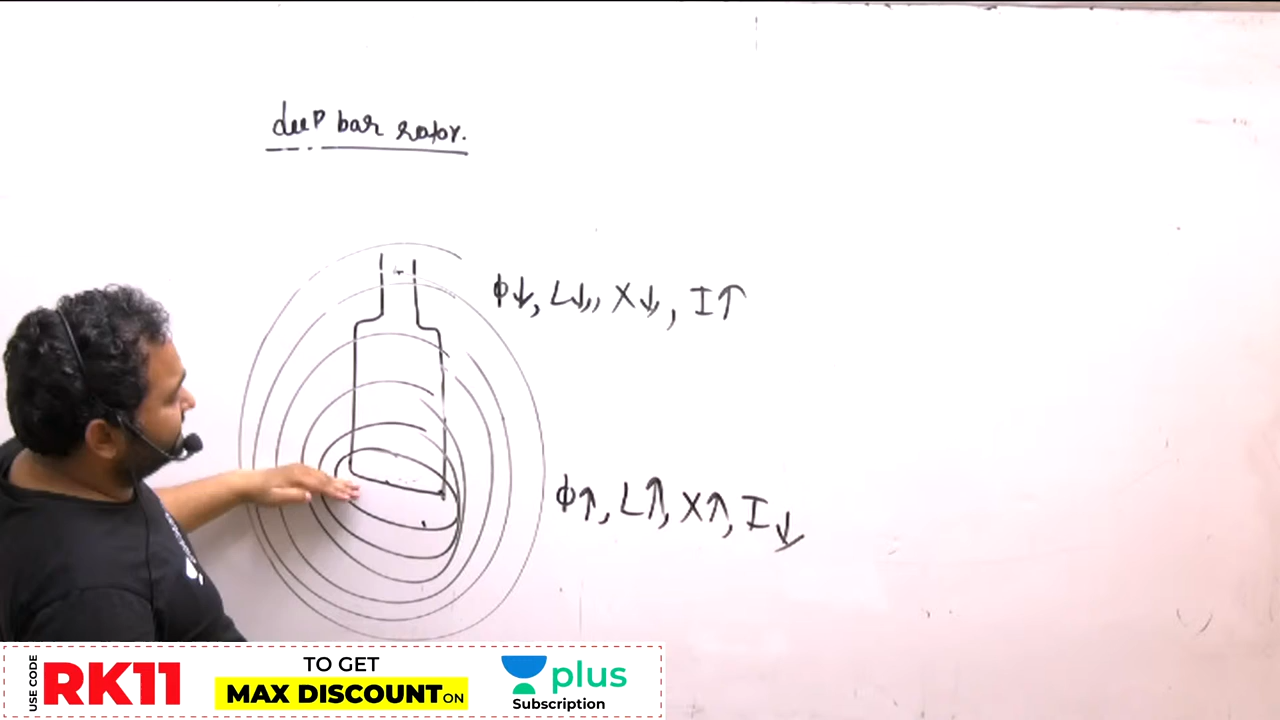 deep bar rotor.
Φ↓, L↓,, X↓, I↑
Φ↑, L↑, X↑, I↓
USE CODE
RK11
TO GET
MAX DISCOUNT ON
plus
Subscription